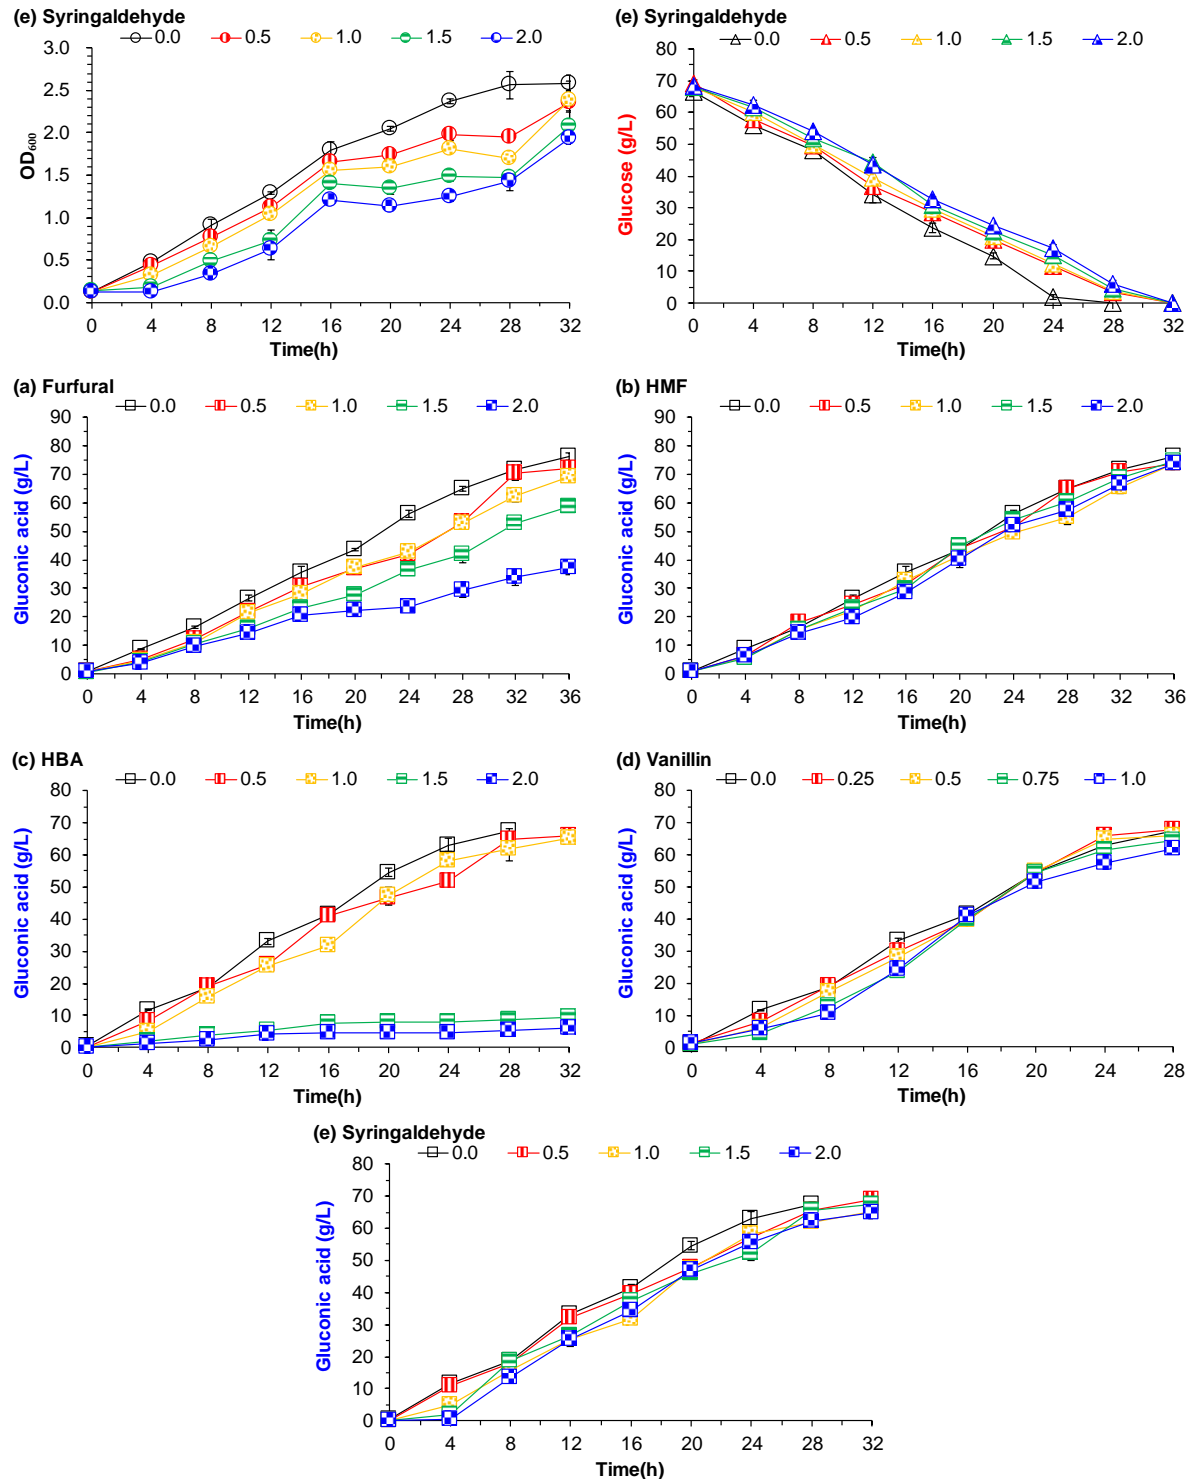 (e) Syringaldehyde
0.0 0.5 1.0 1.5 2.0
3.0
2.5
2.0
1.5
1.0
0.5
0.0
OD600
0 4 8 12 16 20 24 28 32
Time(h)
(e) Syringaldehyde
0.0 0.5 1.0 1.5 2.0
80
70
60
50
40
30
20
10
0
Glucose (g/L)
0 4 8 12 16 20 24 28 32
Time(h)
(a) Furfural
0.0 0.5 1.0 1.5 2.0
90
80
70
60
50
40
30
20
10
0
Gluconic acid (g/L)
0 4 8 12 16 20 24 28 32 36
Time(h)
(b) HMF
0.0 0.5 1.0 1.5 2.0
90
80
70
60
50
40
30
20
10
0
Gluconic acid (g/L)
0 4 8 12 16 20 24 28 32 36
Time(h)
(c) HBA
0.0 0.5 1.0 1.5 2.0
80
70
60
50
40
30
20
10
0
Gluconic acid (g/L)
0 4 8 12 16 20 24 28 32
Time(h)
(d) Vanillin
0.0 0.25 0.5 0.75 1.0
80
70
60
50
40
30
20
10
0
Gluconic acid (g/L)
0 4 8 12 16 20 24 28
Time(h)
(e) Syringaldehyde
0.0 0.5 1.0 1.5 2.0
80
70
60
50
40
30
20
10
0
Gluconic acid (g/L)
0 4 8 12 16 20 24 28 32
Time(h)